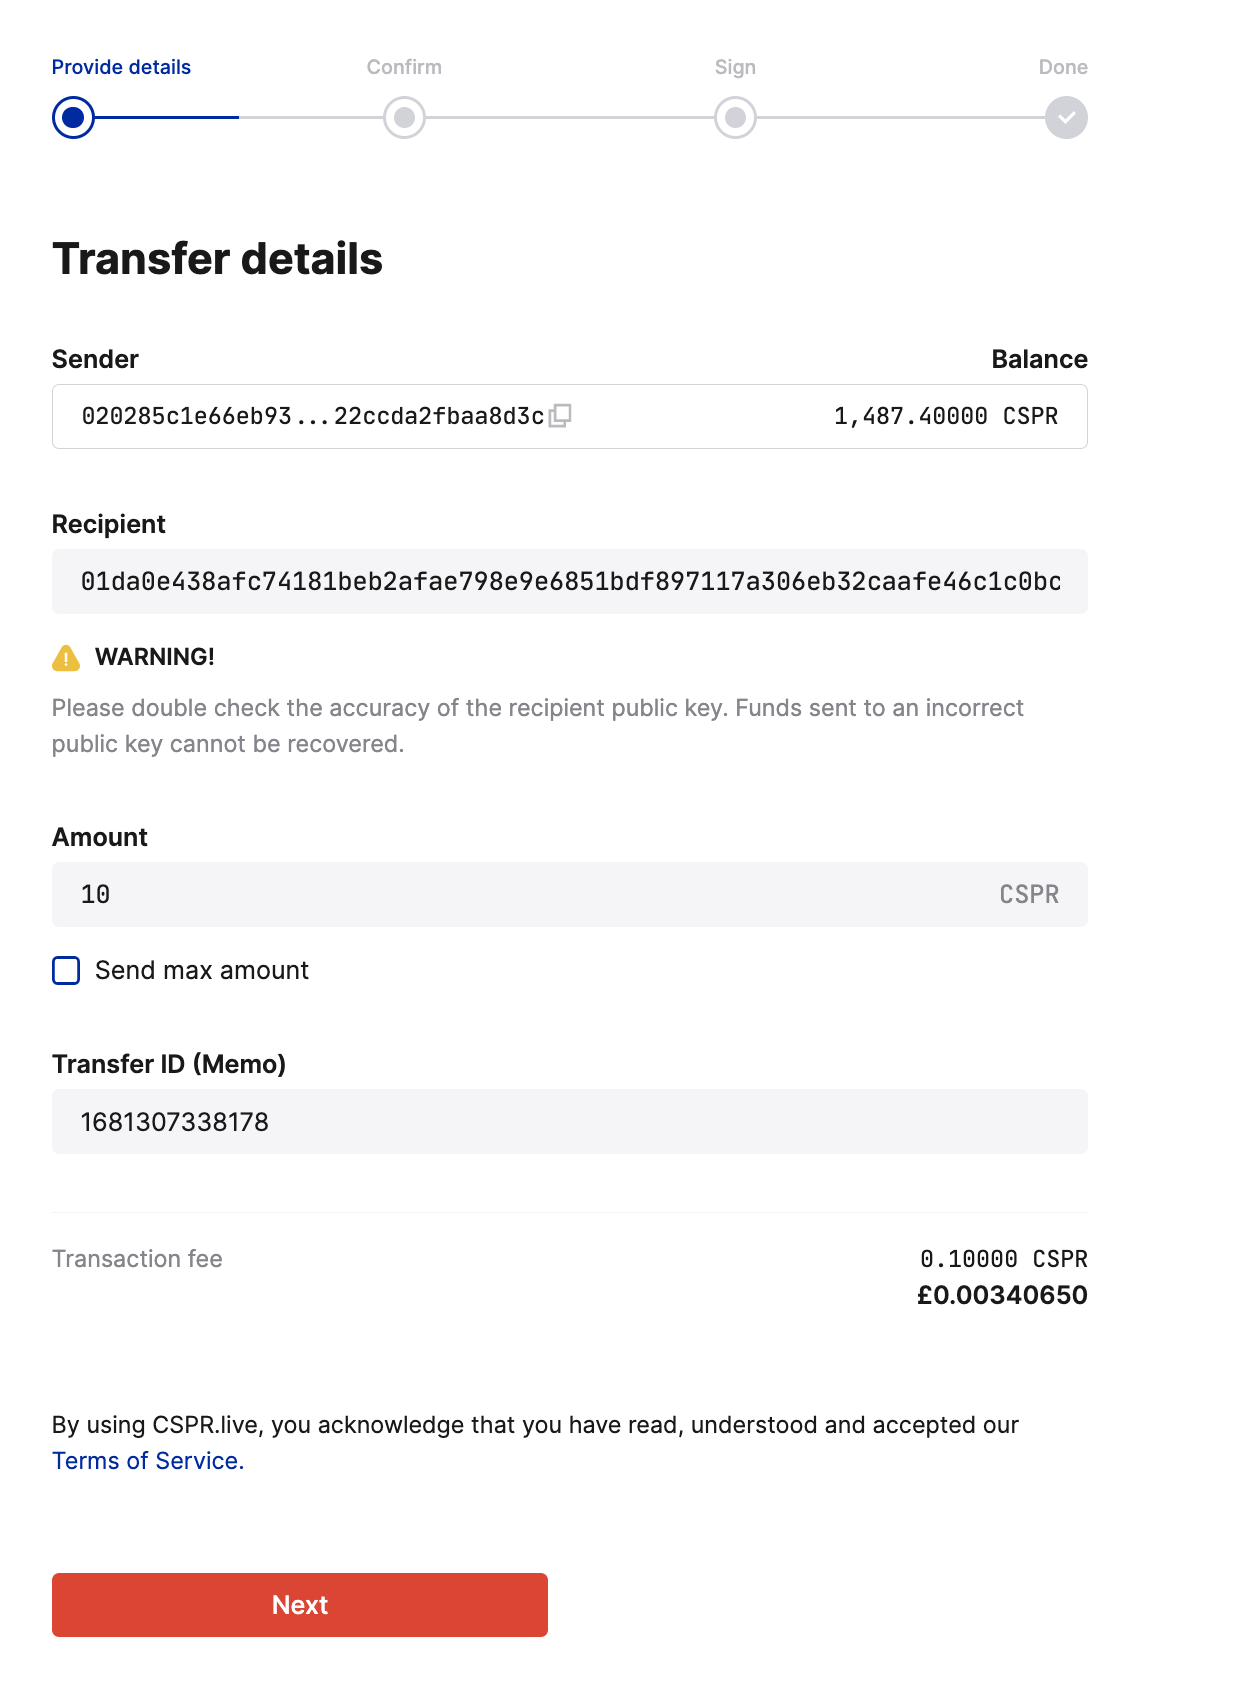 Provide details Confirm Sign Done
Transfer details
Sender Balance
020285c1e66eb93...22ccda2fbaa8d3c 1,487.40000 CSPR
Recipient
01da0e438afc74181beb2afae798e9e6851bdf897117a306eb32caafe46c1c0bc
WARNING!
Please double check the accuracy of the recipient public key. Funds sent to an incorrect
public key cannot be recovered.
Amount
10 CSPR
Send max amount
Transfer ID (Memo)
1681307338178
Transaction fee 0.10000 CSPR
£0.00340650
By using CSPR.live, you acknowledge that you have read, understood and accepted our
Terms of Service.
Next